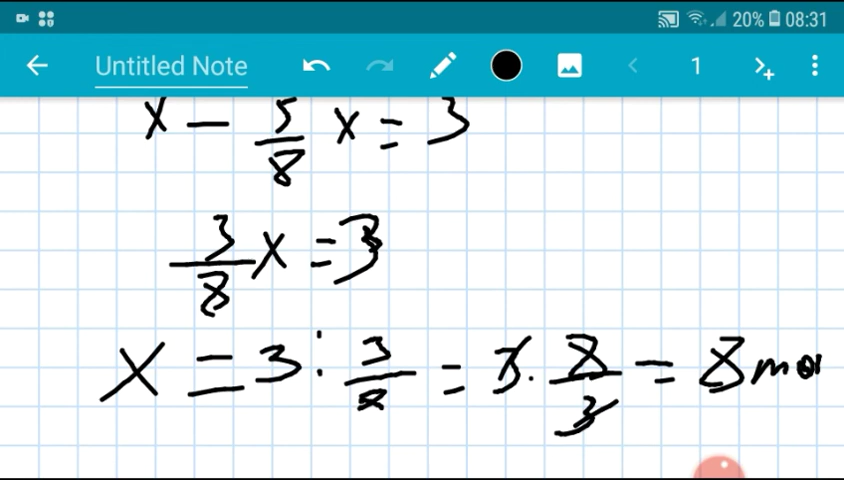 20% 08:31
Untitled Note 1
x - 5/8 x = 3
3/8 x = 3
x = 3 : 3/8 = 3 · 8/3 = 8